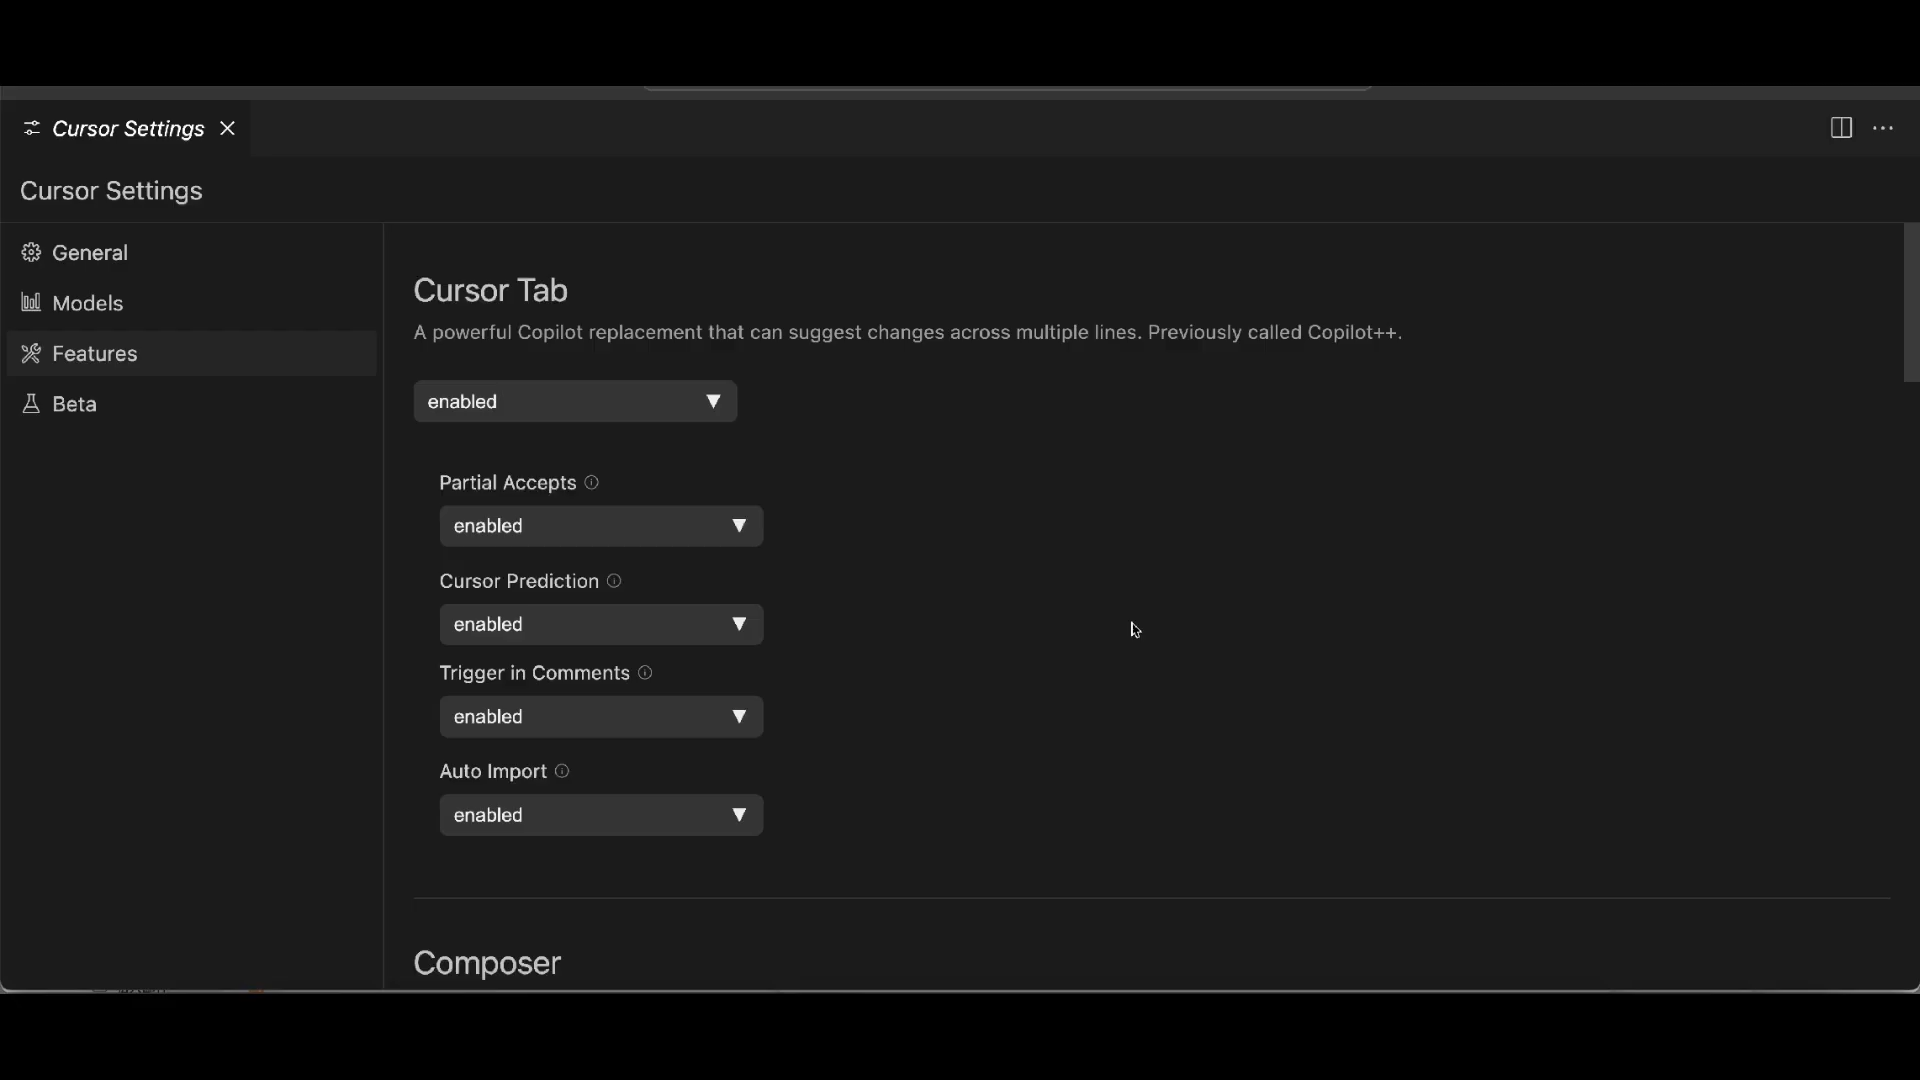 Cursor Settings
Cursor Settings
General
Models
Features
Beta
Cursor Tab
A powerful Copilot replacement that can suggest changes across multiple lines. Previously called Copilot++.
enabled
Partial Accepts
enabled
Cursor Prediction
enabled
Trigger in Comments
enabled
Auto Import
enabled
Composer